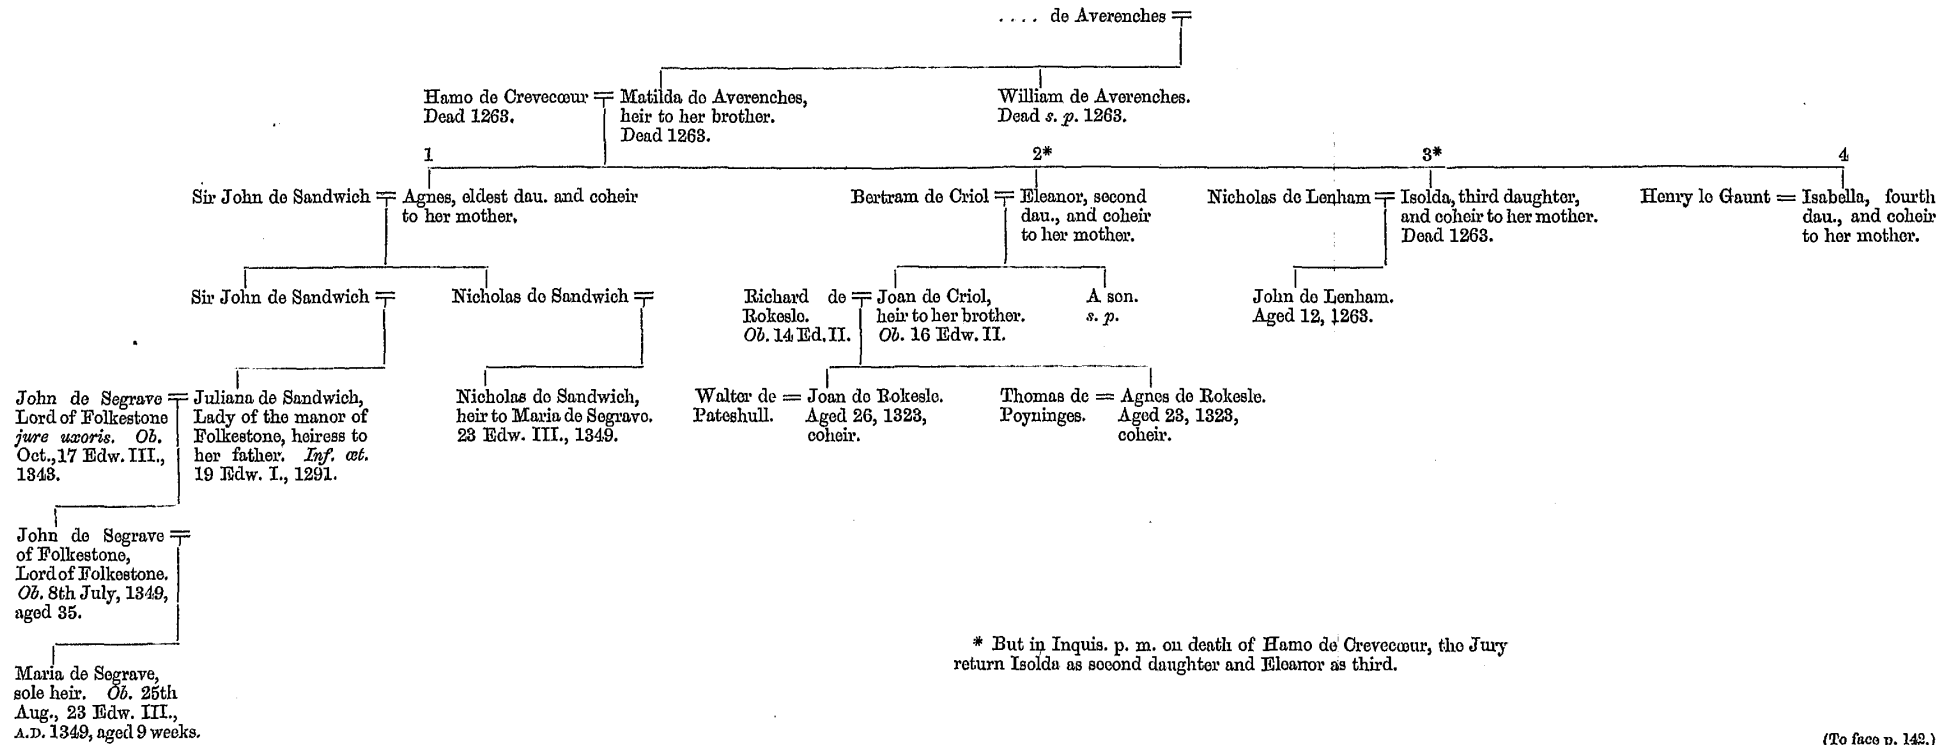 .... de Averenches
Hamo de Crevecœur
Dead 1263.
Matilda de Averenches,
heir to her brother.
Dead 1263.
William de Averenches.
Dead s. p. 1263.
1
2*
3*
4
Sir John de Sandwich
Agnes, eldest dau. and coheir
to her mother.
Bertram de Criol
Eleanor, second
dau., and coheir
to her mother.
Nicholas de Lenham
Isolda, third daughter,
and coheir to her mother.
Dead 1263.
Henry le Gaunt
Isabella, fourth
dau., and coheir
to her mother.
Sir John de Sandwich
Nicholas de Sandwich
Richard de
Rokesle.
Ob. 14 Ed. II.
Joan de Criol,
heir to her brother.
Ob. 16 Edw. II.
A son.
s. p.
John de Lenham.
Aged 12, 1263.
John de Segrave
Lord of Folkestone
jure uxoris. Ob.
Oct., 17 Edw. III.,
1343.
Juliana de Sandwich,
Lady of the manor of
Folkestone, heiress to
her father. Inf. æt.
19 Edw. I., 1291.
Nicholas de Sandwich,
heir to Maria de Segrave.
23 Edw. III., 1349.
Walter de
Pateshull.
Joan de Rokesle.
Aged 26, 1323,
coheir.
Thomas de
Poyninges.
Agnes de Rokesle.
Aged 23, 1323,
coheir.
John de Segrave
of Folkestone,
Lord of Folkestone.
Ob. 8th July, 1349,
aged 35.
Maria de Segrave,
sole heir. Ob. 25th
Aug., 23 Edw. III.,
A.D. 1349, aged 9 weeks.
* But in Inquis. p. m. on death of Hamo de Crevecœur, the Jury
return Isolda as second daughter and Eleanor as third.
(To face p. 142.)